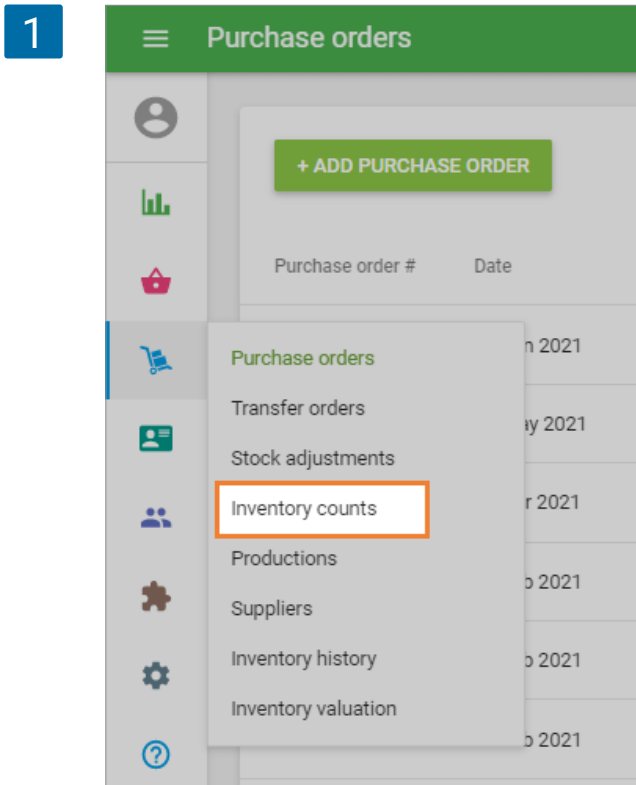 1
Purchase orders
+ ADD PURCHASE ORDER
Purchase order # Date
2021
Purchase orders
Transfer orders
2021
Stock adjustments
Inventory counts
2021
Productions
2021
Suppliers
Inventory history
2021
Inventory valuation
2021